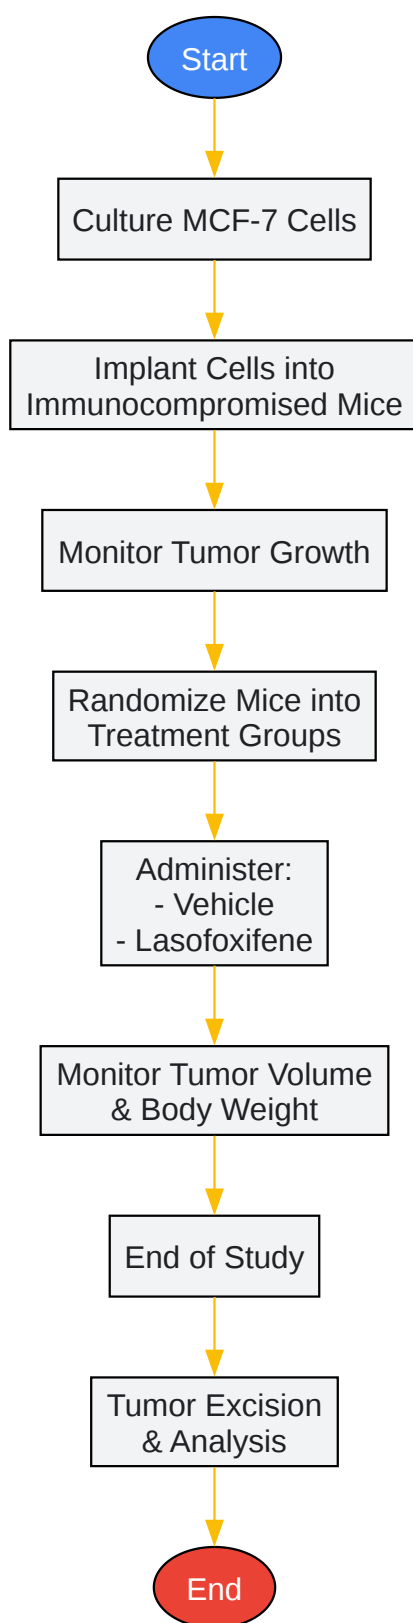 Start
Culture MCF-7 Cells
Implant Cells into
Immunocompromised Mice
Monitor Tumor Growth
Randomize Mice into
Treatment Groups
Administer:
- Vehicle
- Lasofoxifene
Monitor Tumor Volume
& Body Weight
End of Study
Tumor Excision
& Analysis
End